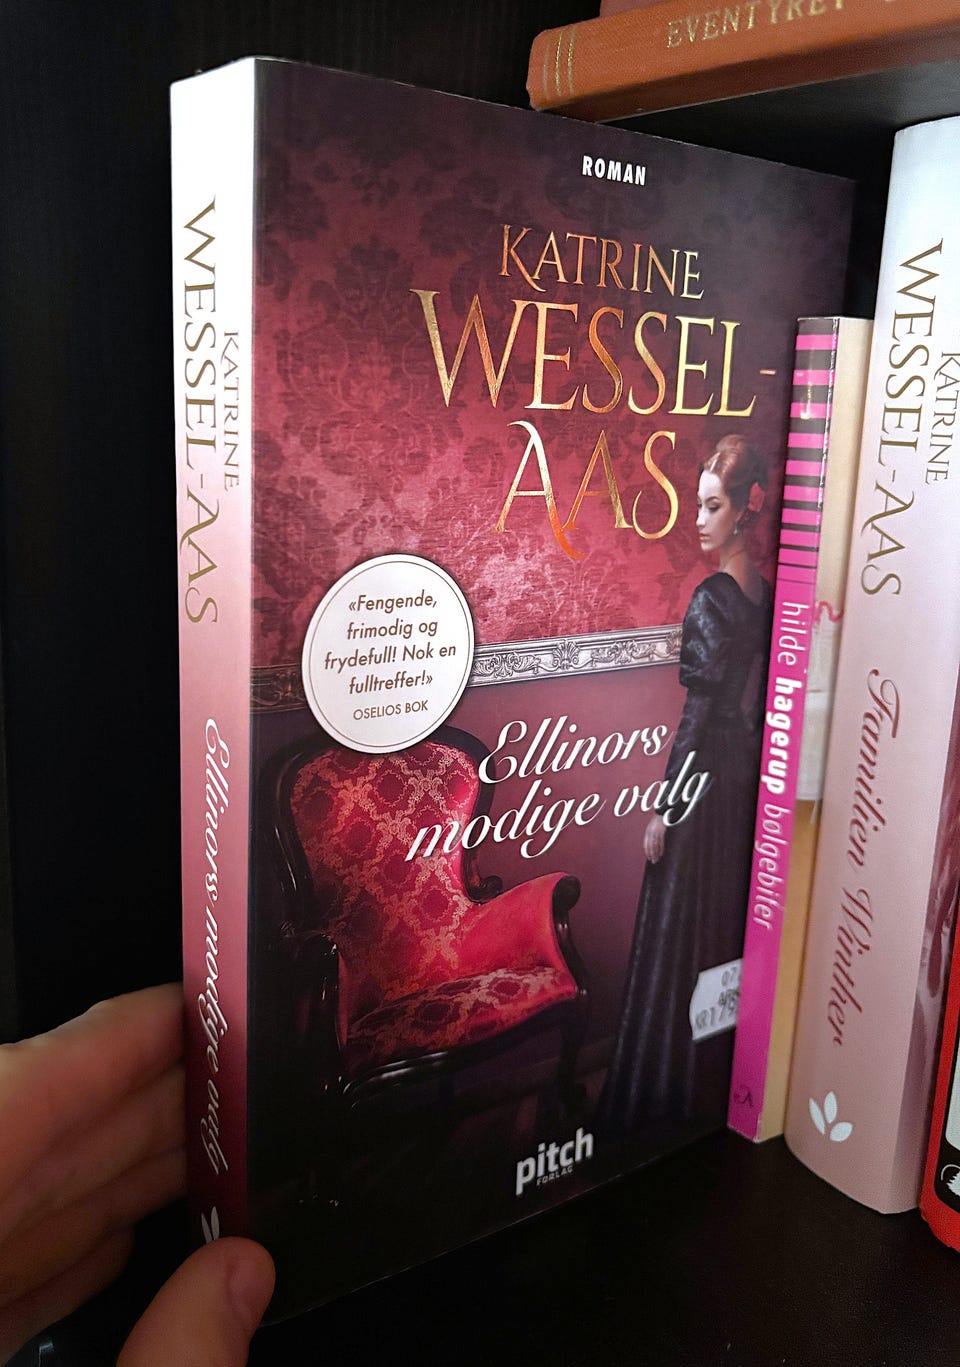 EVENTYRET
ROMAN
KATRINE
WESSEL-
AAS
«Fengende,
frimodig og
frydefull! Nok en
fulltreffer!»
OSELIOS BOK
Ellinors
modige valg
pitch
FORLAG
KATRINE
WESSEL-AAS
Ellinors modige valg
hilde hagerup bølgebiter
KATRINE
WESSEL-AAS
Familien Winther